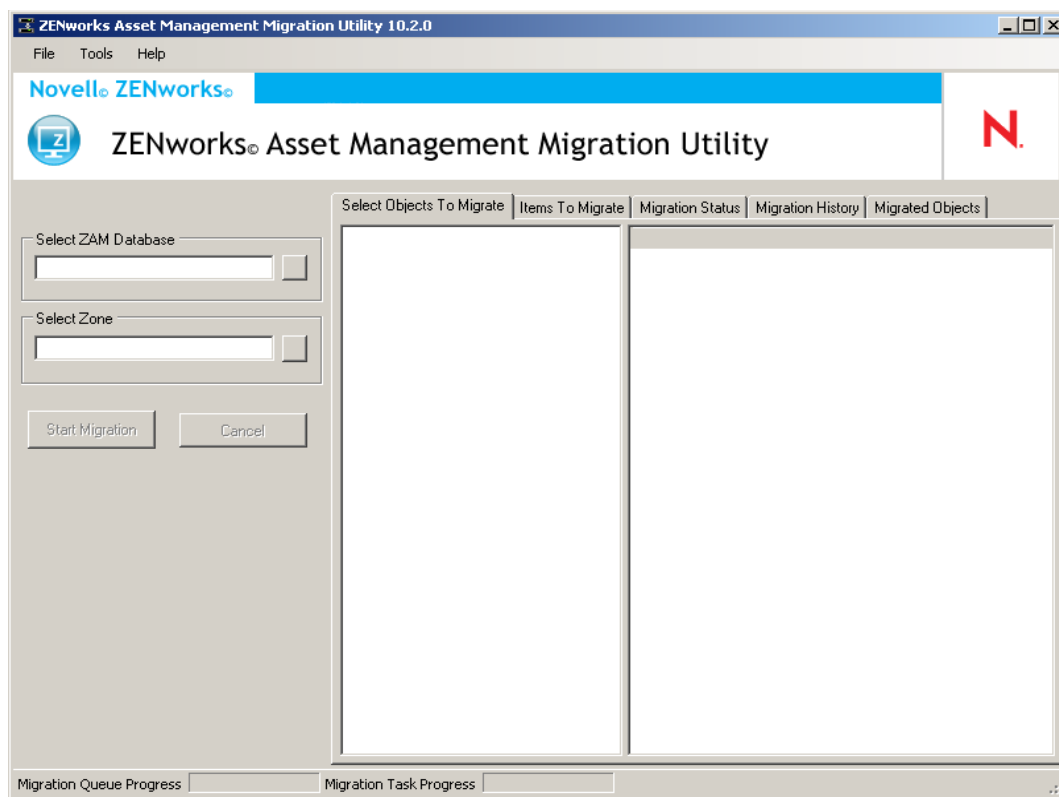 ZENworks Asset Management Migration Utility 10.2.0
File Tools Help
Novell© ZENworks©
Z
ZENworks© Asset Management Migration Utility
N.
Select Objects To Migrate Items To Migrate Migration Status Migration History Migrated Objects
Select ZAM Database
Select Zone
Start Migration Cancel
Migration Queue Progress Migration Task Progress